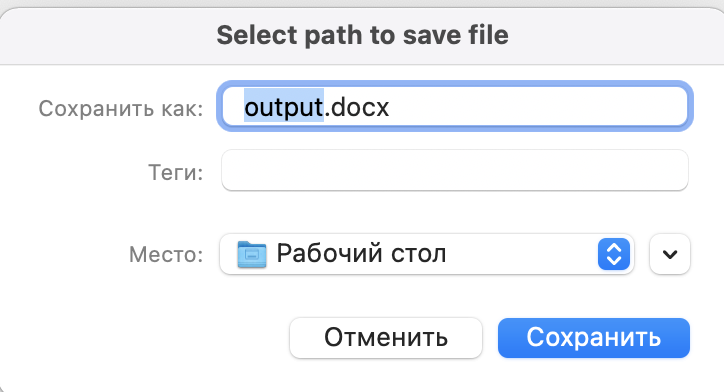 Select path to save file
Сохранить как: output.docx
Теги:
Место: Рабочий стол
Отменить Сохранить